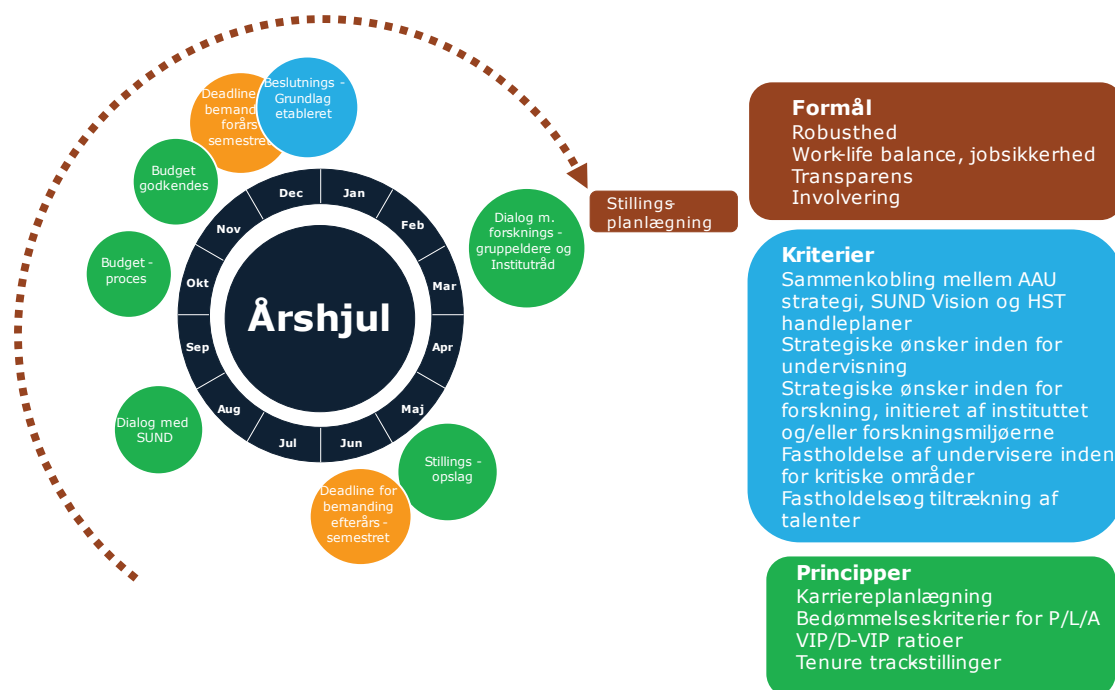 Beslutnings -
Grundlag
etableret
Deadline
bemand
forårs
semestret
Budget
godkendes
Budget -
proces
Dialog med
SUND
Deadline for
bemanding
efterårs -
semestret
Stillings -
opslag
Dialog m.
forsknings -
gruppeldere og
Institutråd
Stillings-
planlægning
Årshjul
Jan
Feb
Mar
Apr
Maj
Jun
Jul
Aug
Sep
Okt
Nov
Dec
Formål
Robusthed
Work-life balance, jobsikkerhed
Transparens
Involvering
Kriterier
Sammenkobling mellem AAU
strategi, SUND Vision og HST
handleplaner
Strategiske ønsker inden for
undervisning
Strategiske ønsker inden for
forskning, initieret af instituttet
og/eller forskningsmiljøerne
Fastholdelse af undervisere inden
for kritiske områder
Fastholdelse og tiltrækning af
talenter
Principper
Karriereplanlægning
Bedømmelseskriterier for P/L/A
VIP/D-VIP ratioer
Tenure track-stillinger